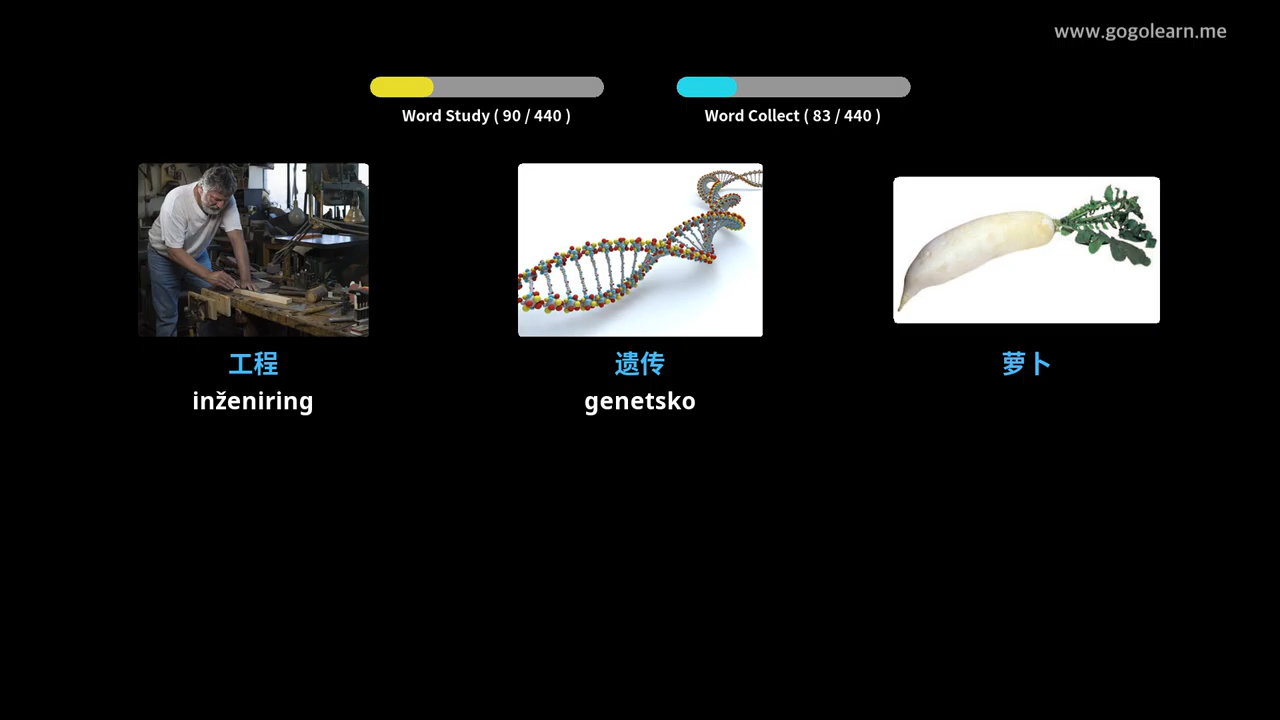 www.gogolearn.me
Word Study ( 90 / 440 )
Word Collect ( 83 / 440 )
工程
inženiring
遗传
genetsko
萝卜